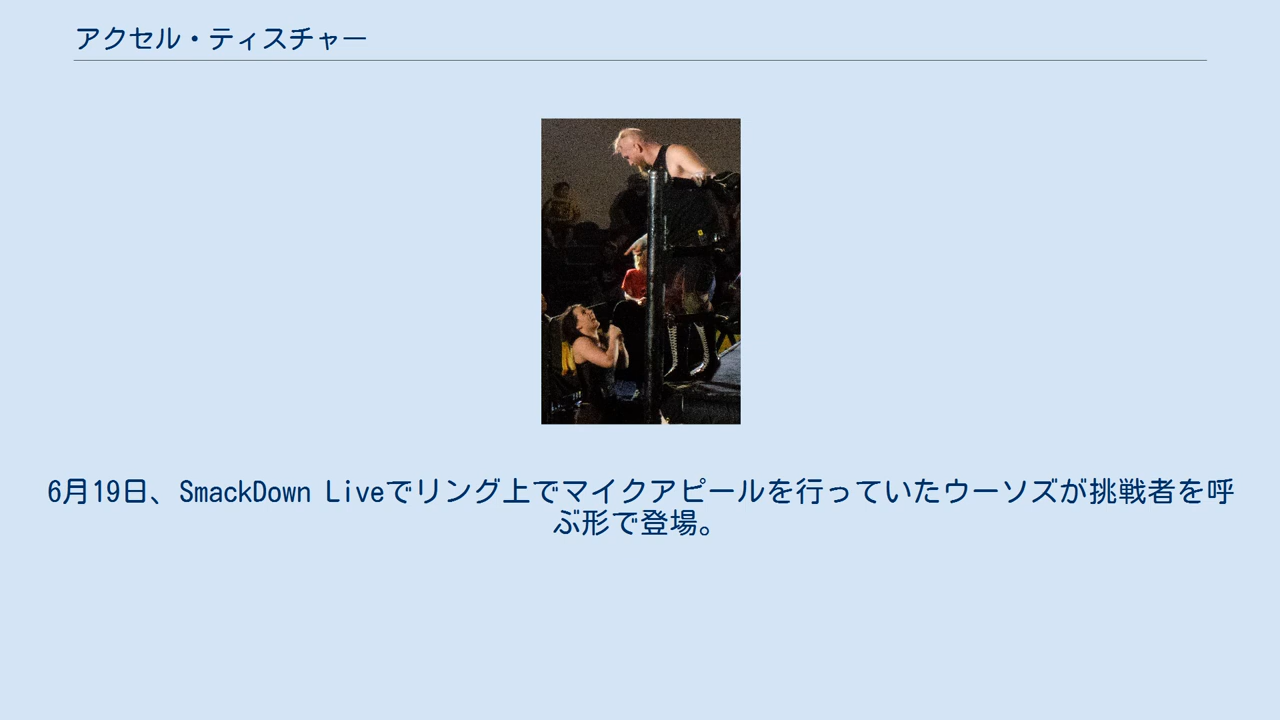 アクセル・ティスチャー
6月19日、SmackDown Liveでリング上でマイクアピールを行っていたウーソズが挑戦者を呼
ぶ形で登場。